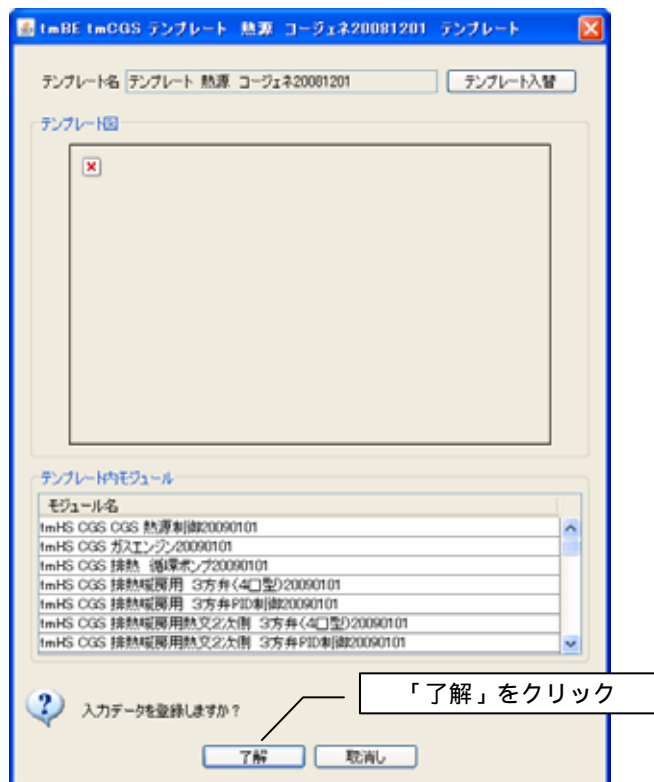 tmBE tmCGS テンプレート 熱源 コージェネ20081201 テンプレート
テンプレート名 テンプレート 熱源 コージェネ20081201 テンプレート入替
テンプレート図
テンプレート内モジュール
モジュール名
tmHS CGS CGS 熱源制御20090101
tmHS CGS ガスエンジン20090101
tmHS CGS 排熱 循環ポンプ20090101
tmHS CGS 排熱暖房用 3方弁(4口型)20090101
tmHS CGS 排熱暖房用 3方弁PID制御20090101
tmHS CGS 排熱暖房用熱交2次側 3方弁(4口型)20090101
tmHS CGS 排熱暖房用熱交2次側 3方弁PID制御20090101
「了解」をクリック
入力データを登録しますか?
了解 取消し